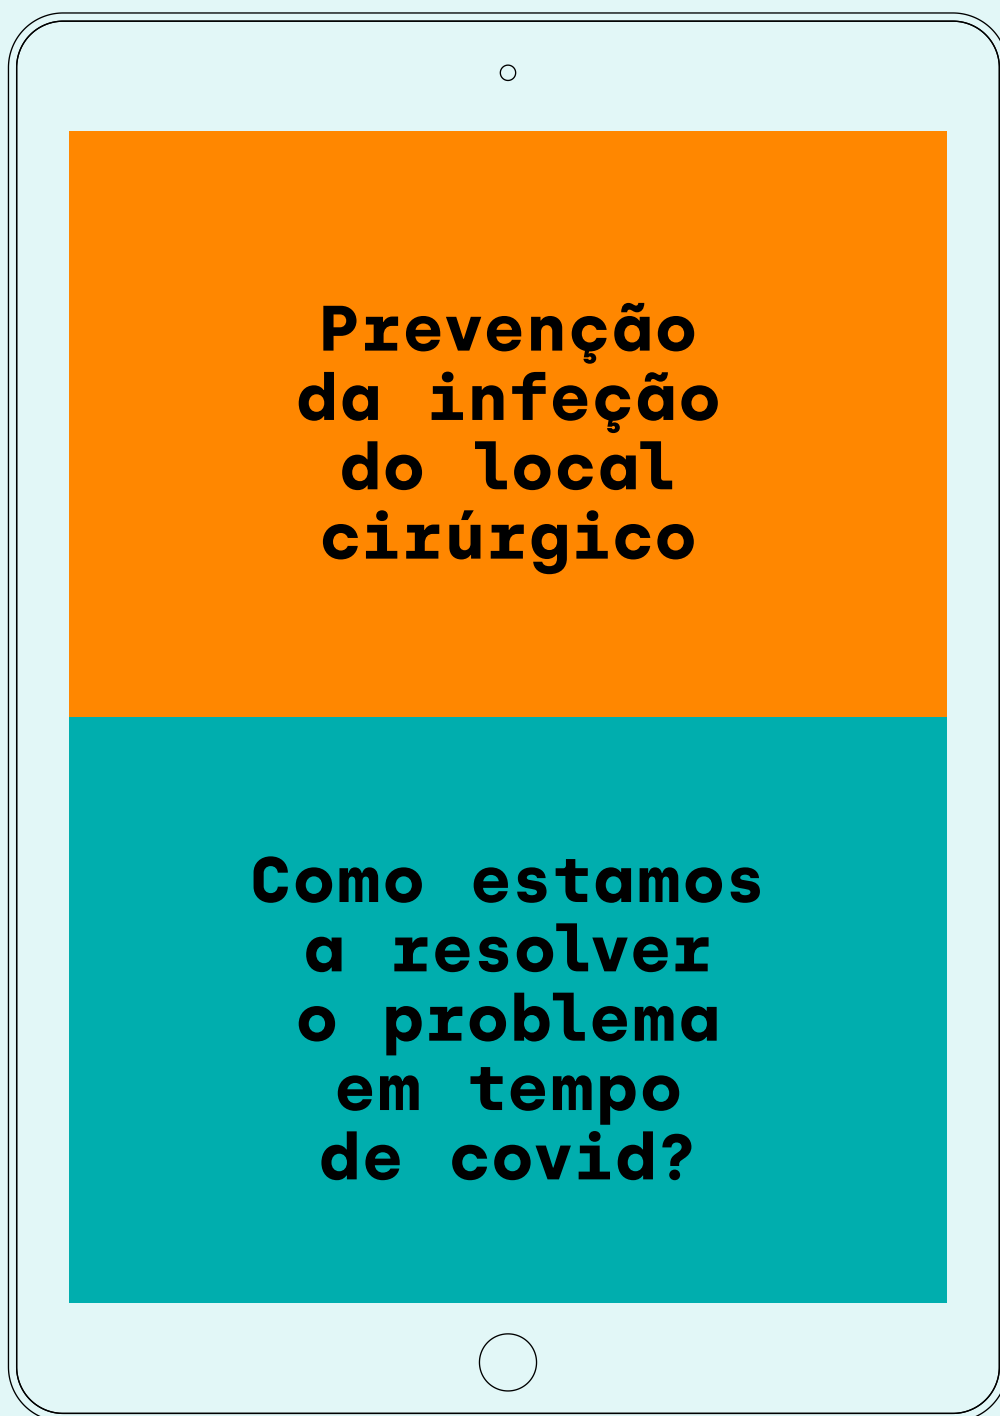 Prevenção
da infeção
do local
cirúrgico
Como estamos
a resolver
o problema
em tempo
de covid?